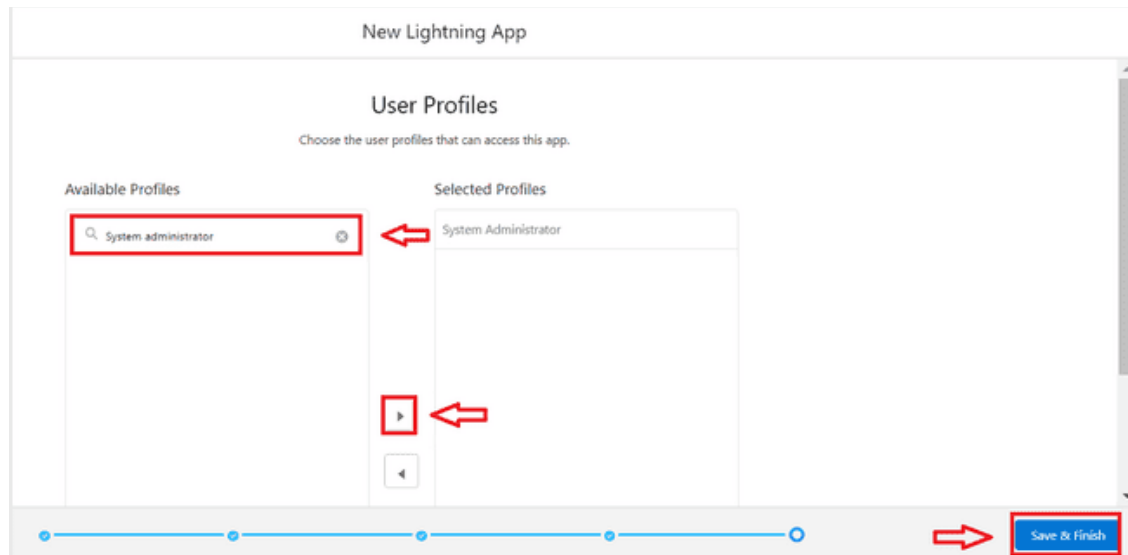 New Lightning App
User Profiles
Choose the user profiles that can access this app.
Available Profiles
Selected Profiles
System administrator
System Administrator
Save & Finish